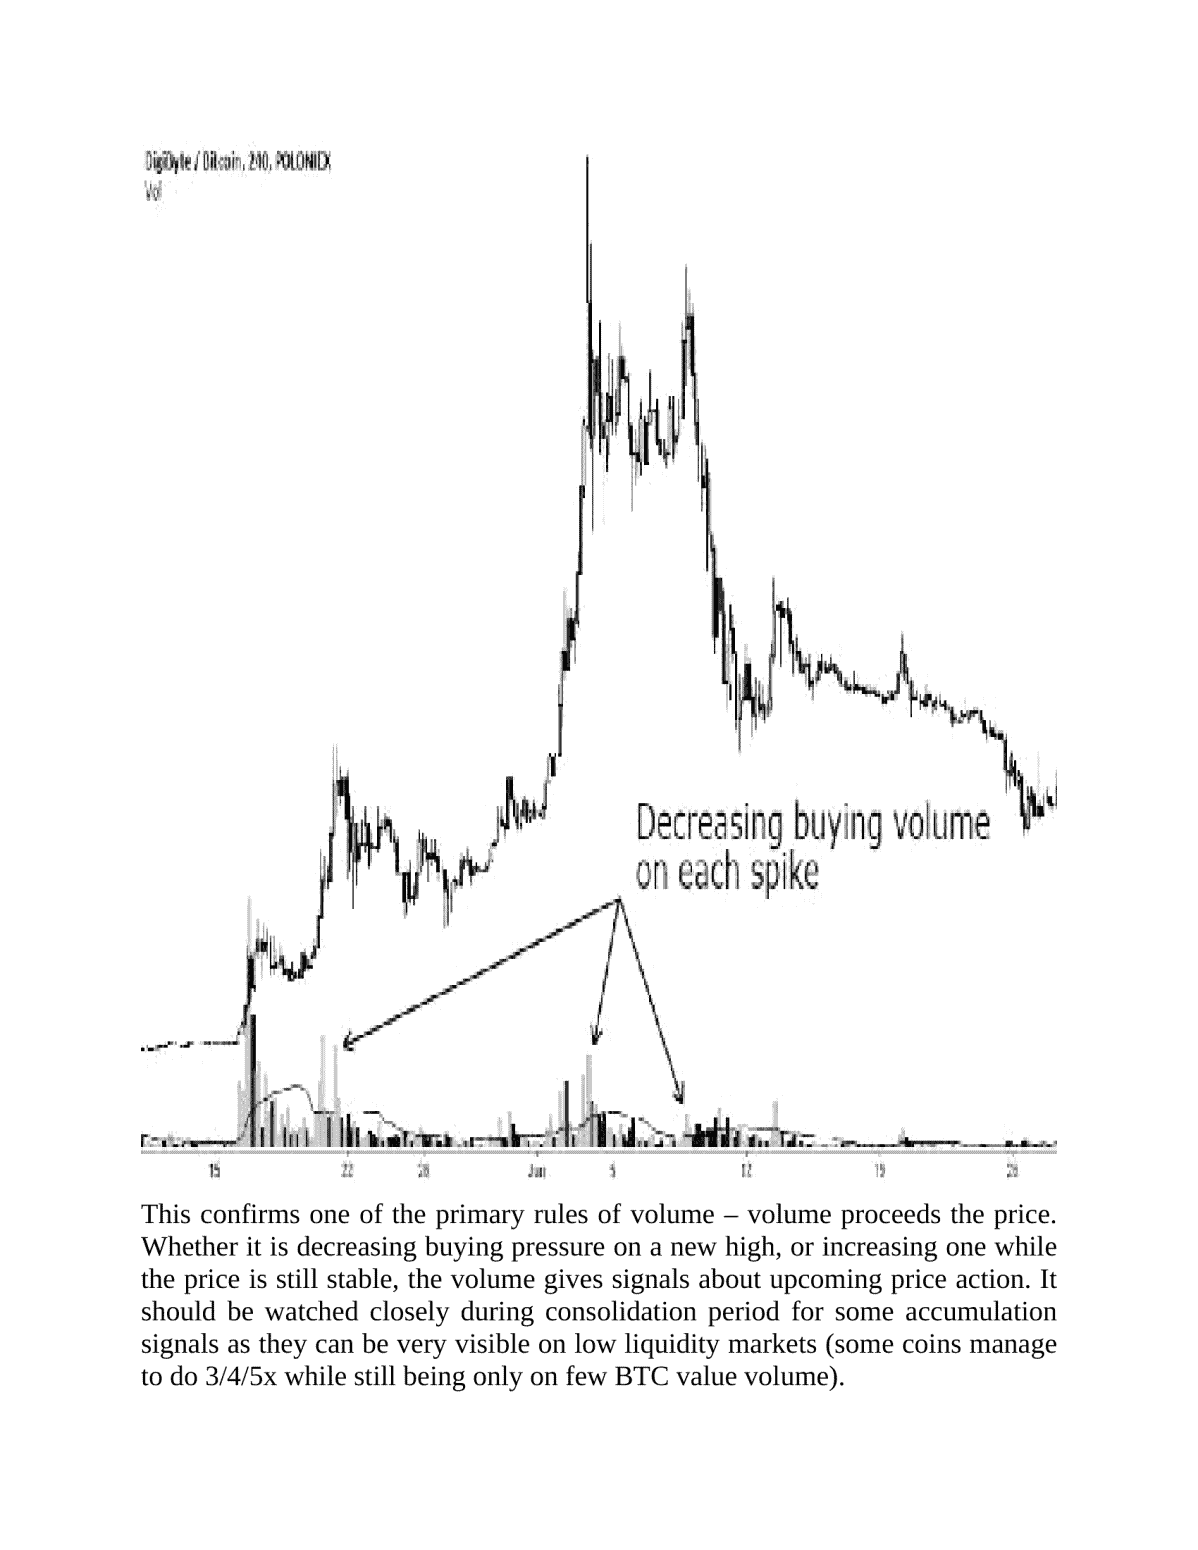 DigiByte / Bitcoin, 240, POLONIEX
Vol
Decreasing buying volume
on each spike
15 22 28 Jun 5 12 19 26
This confirms one of the primary rules of volume – volume proceeds the price.
Whether it is decreasing buying pressure on a new high, or increasing one while
the price is still stable, the volume gives signals about upcoming price action. It
should be watched closely during consolidation period for some accumulation
signals as they can be very visible on low liquidity markets (some coins manage
to do 3/4/5x while still being only on few BTC value volume).